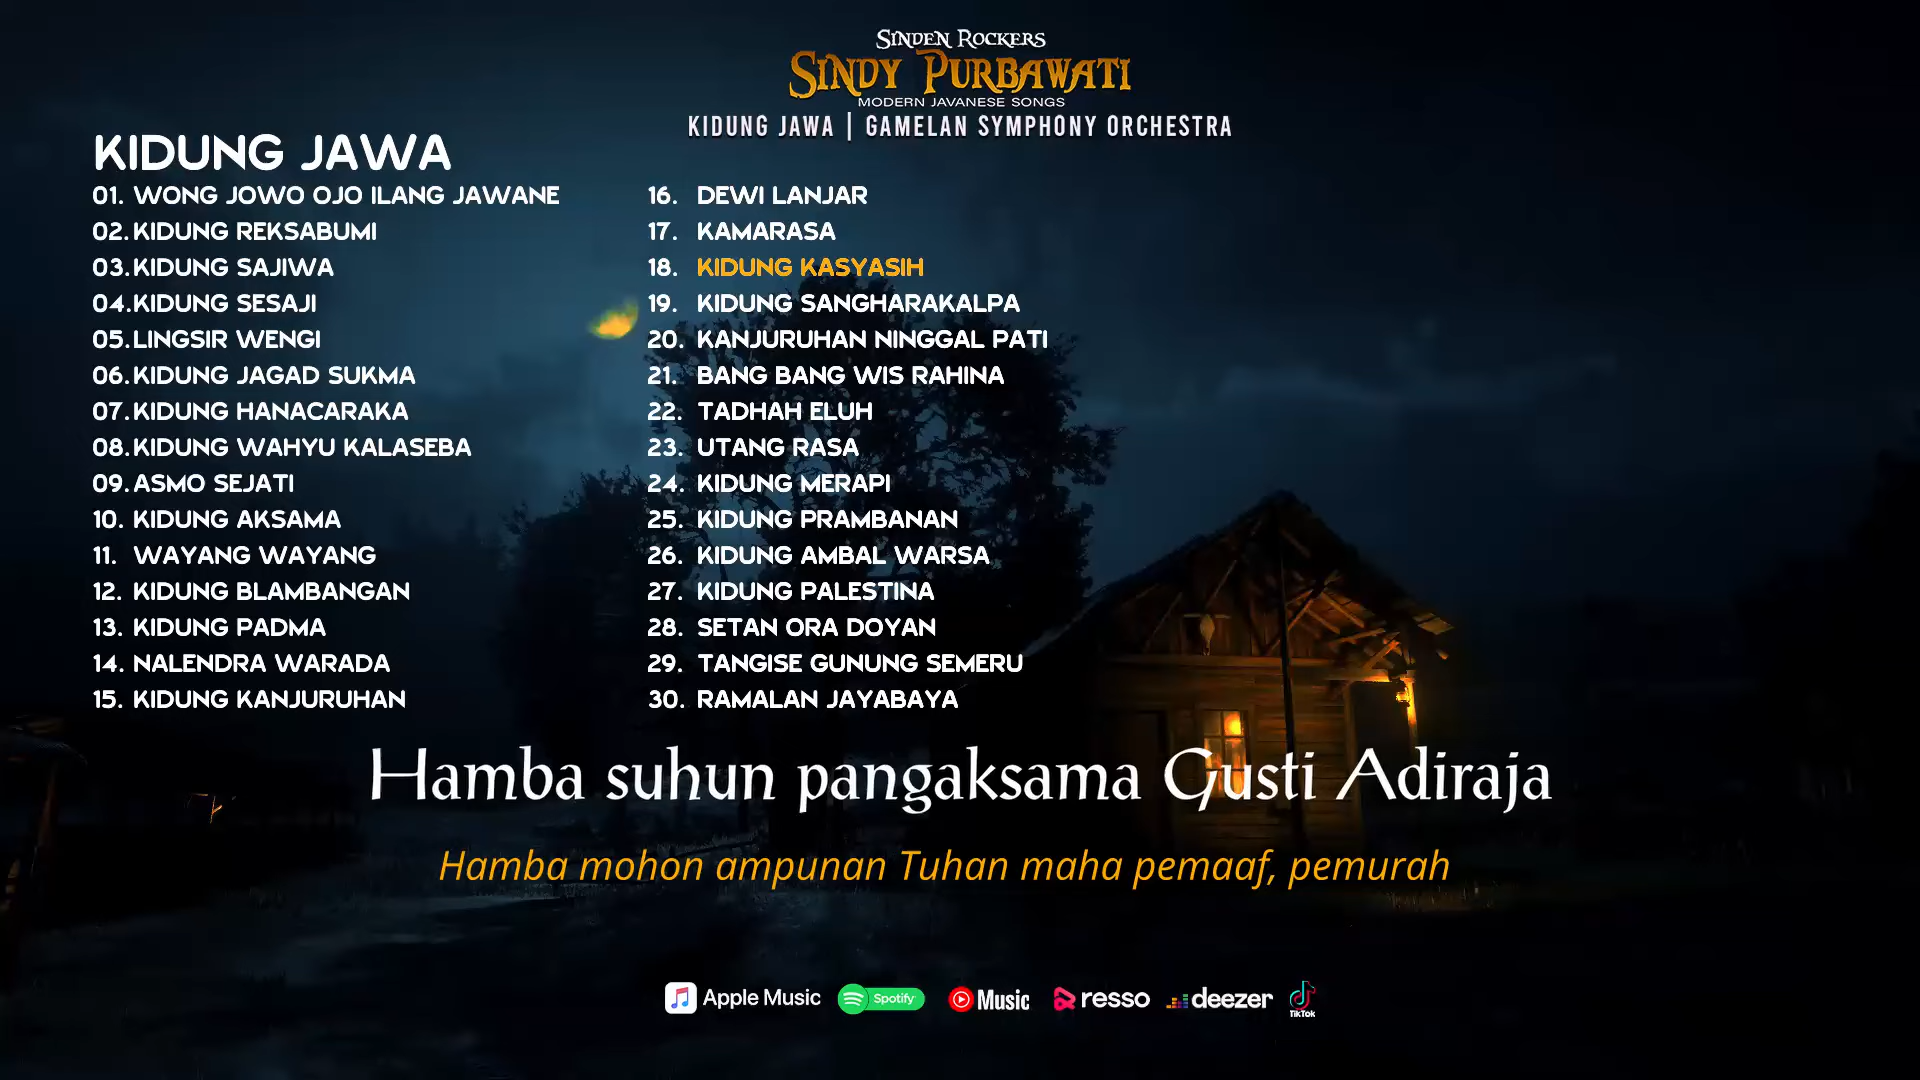 SINDEN ROCKERS
SINDY PURBAWATI
MODERN JAVANESE SONGS
KIDUNG JAWA | GAMELAN SYMPHONY ORCHESTRA
KIDUNG JAWA
01. WONG JOWO OJO ILANG JAWANE
02. KIDUNG REKSABUMI
03. KIDUNG SAJIWA
04. KIDUNG SESAJI
05. LINGSIR WENGI
06. KIDUNG JAGAD SUKMA
07. KIDUNG HANACARAKA
08. KIDUNG WAHYU KALASEBA
09. ASMO SEJATI
10. KIDUNG AKSAMA
11. WAYANG WAYANG
12. KIDUNG BLAMBANGAN
13. KIDUNG PADMA
14. NALENDRA WARADA
15. KIDUNG KANJURUHAN
16. DEWI LANJAR
17. KAMARASA
18. KIDUNG KASYASIH
19. KIDUNG SANGHARAKALPA
20. KANJURUHAN NINGGAL PATI
21. BANG BANG WIS RAHINA
22. TADHAH ELUH
23. UTANG RASA
24. KIDUNG MERAPI
25. KIDUNG PRAMBANAN
26. KIDUNG AMBAL WARSA
27. KIDUNG PALESTINA
28. SETAN ORA DOYAN
29. TANGISE GUNUNG SEMERU
30. RAMALAN JAYABAYA
Hamba suhun pangaksama Gusti Adiraja
Hamba mohon ampunan Tuhan maha pemaaf, pemurah
Apple Music Spotify Music resso deezer TikTok